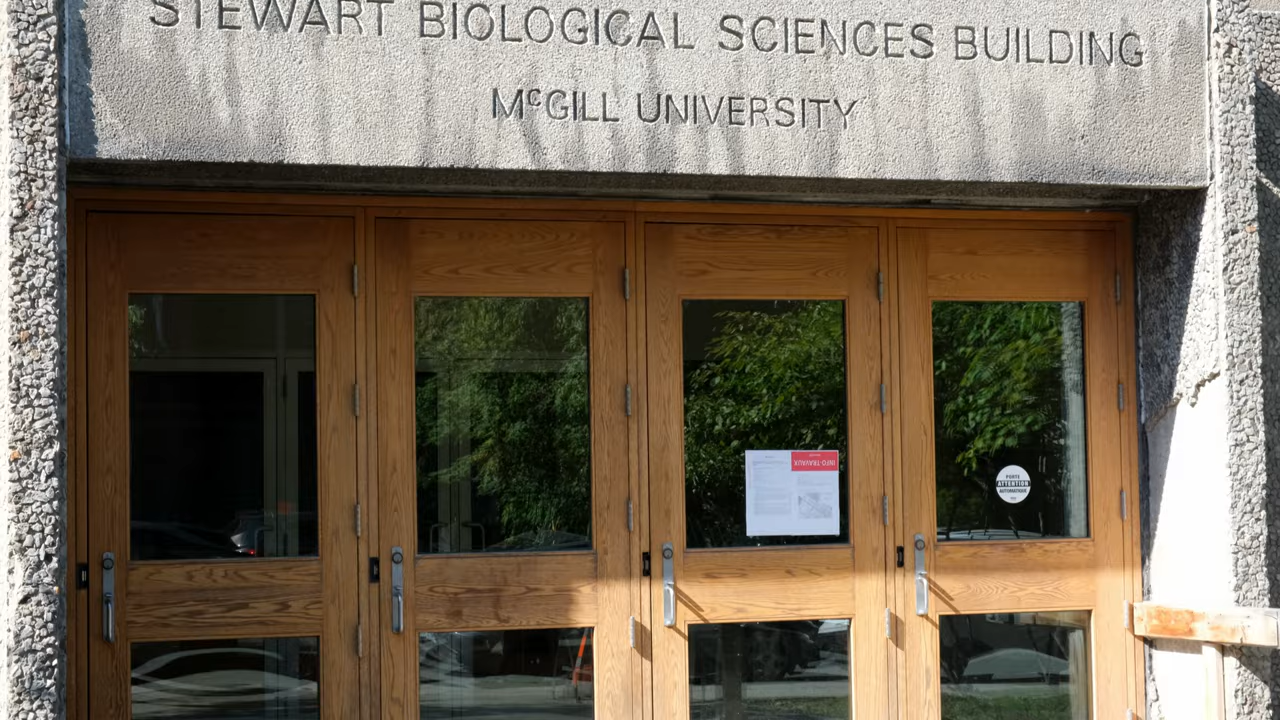 STEWART BIOLOGICAL SCIENCES BUILDING
McGILL UNIVERSITY
INFO-TRAVAUX
PORTE
ATTENTION
AUTOMATIQUE